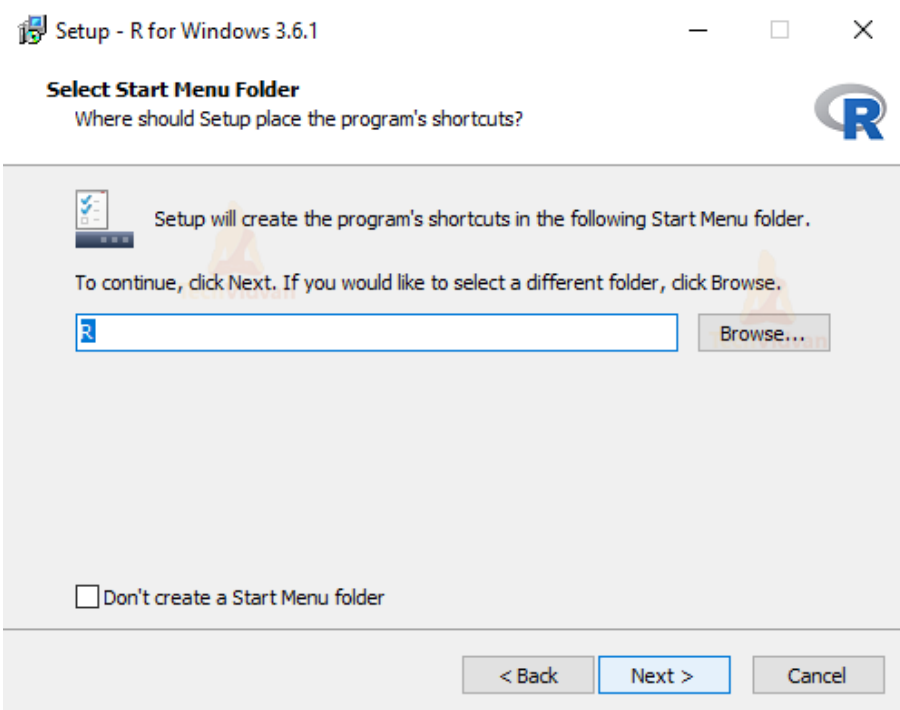 Setup - R for Windows 3.6.1
Select Start Menu Folder
Where should Setup place the program's shortcuts?
R
Setup will create the program's shortcuts in the following Start Menu folder.
To continue, click Next. If you would like to select a different folder, click Browse.
TechVidvan
R
Browse...
TechVidvan
Don't create a Start Menu folder
< Back
Next >
Cancel